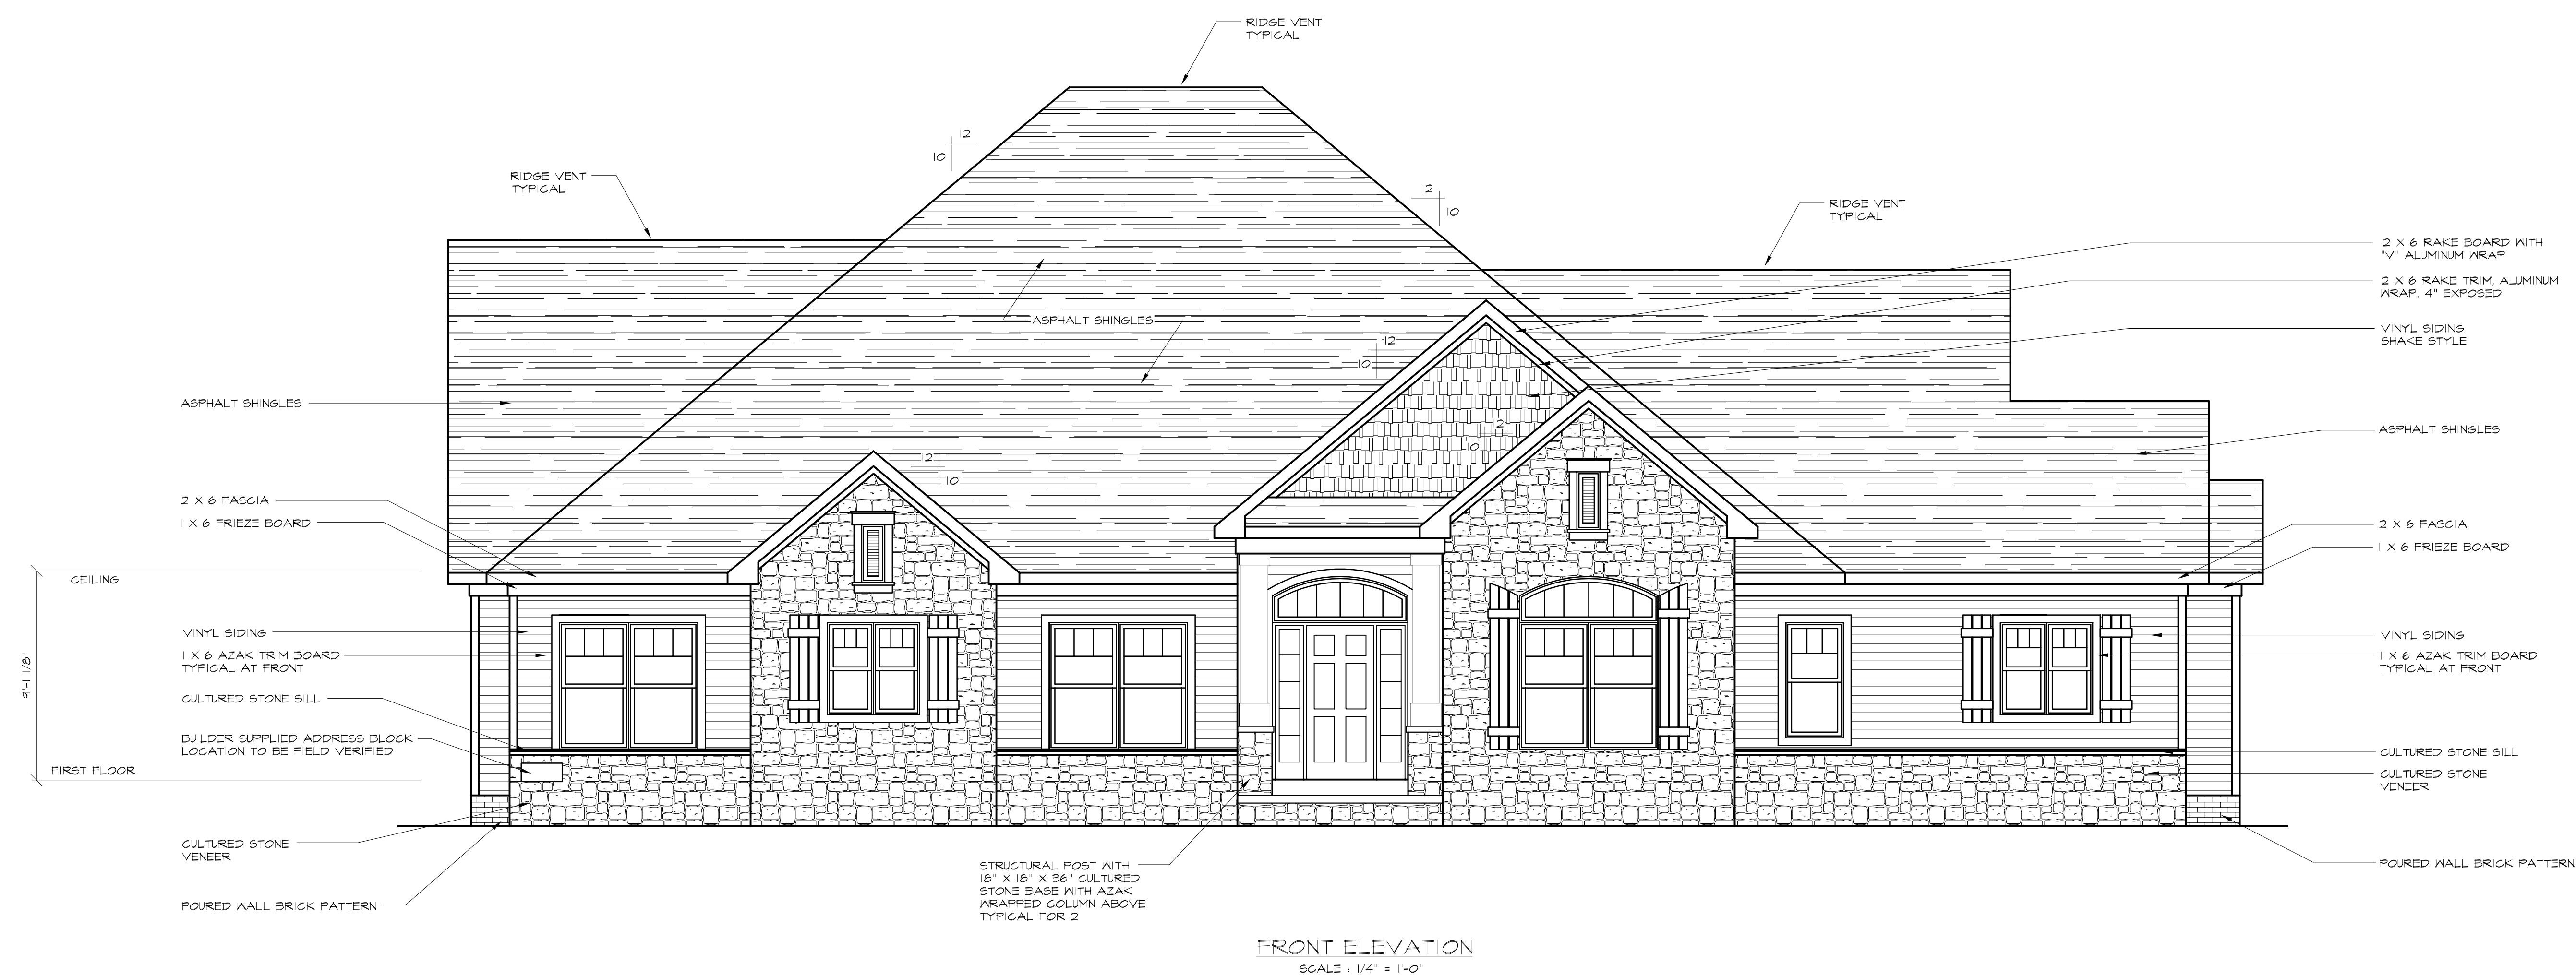 RIDGE VENT
TYPICAL
12
10
RIDGE VENT
TYPICAL
12
10
RIDGE VENT
TYPICAL
2 X 6 RAKE BOARD WITH
"V" ALUMINUM WRAP
2 X 6 RAKE TRIM, ALUMINUM
WRAP. 4" EXPOSED
ASPHALT SHINGLES
VINYL SIDING
SHAKE STYLE
12
10
ASPHALT SHINGLES
12
10
ASPHALT SHINGLES
12
10
2 X 6 FASCIA
1 X 6 FRIEZE BOARD
2 X 6 FASCIA
1 X 6 FRIEZE BOARD
CEILING
9'-1 1/8"
FIRST FLOOR
VINYL SIDING
1 X 6 AZAK TRIM BOARD
TYPICAL AT FRONT
CULTURED STONE SILL
BUILDER SUPPLIED ADDRESS BLOCK
LOCATION TO BE FIELD VERIFIED
VINYL SIDING
1 X 6 AZAK TRIM BOARD
TYPICAL AT FRONT
CULTURED STONE SILL
CULTURED STONE
VENEER
CULTURED STONE
VENEER
POURED WALL BRICK PATTERN
STRUCTURAL POST WITH
18" X 18" X 36" CULTURED
STONE BASE WITH AZAK
WRAPPED COLUMN ABOVE
TYPICAL FOR 2
POURED WALL BRICK PATTERN
FRONT ELEVATION
SCALE : 1/4" = 1'-0"